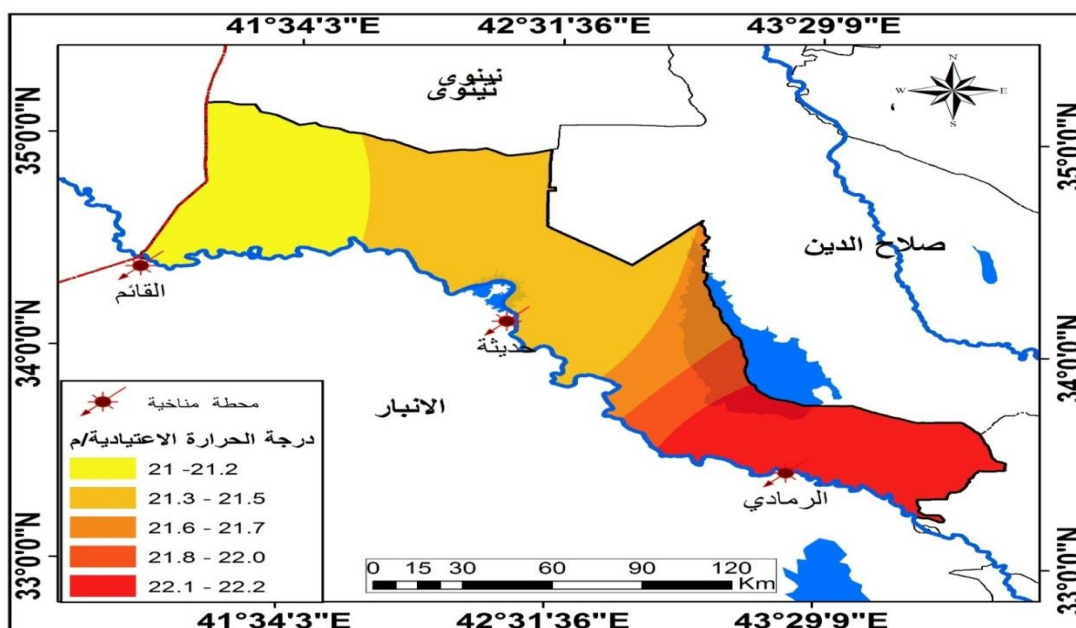 41°34'3"E 42°31'36"E 43°29'9"E
N
W E
S
نينوى
نينوى
35°0'0"N
35°0'0"N
صلاح الدين
القائم
حديثة
34°0'0"N
34°0'0"N
الانبار
محطة مناخية
درجة الحرارة الاعتيادية/م
21 -21.2
21.3 - 21.5
21.6 - 21.7
21.8 - 22.0
22.1 - 22.2
الرمادي
33°0'0"N
33°0'0"N
0 15 30 60 90 120
Km
41°34'3"E 42°31'36"E 43°29'9"E